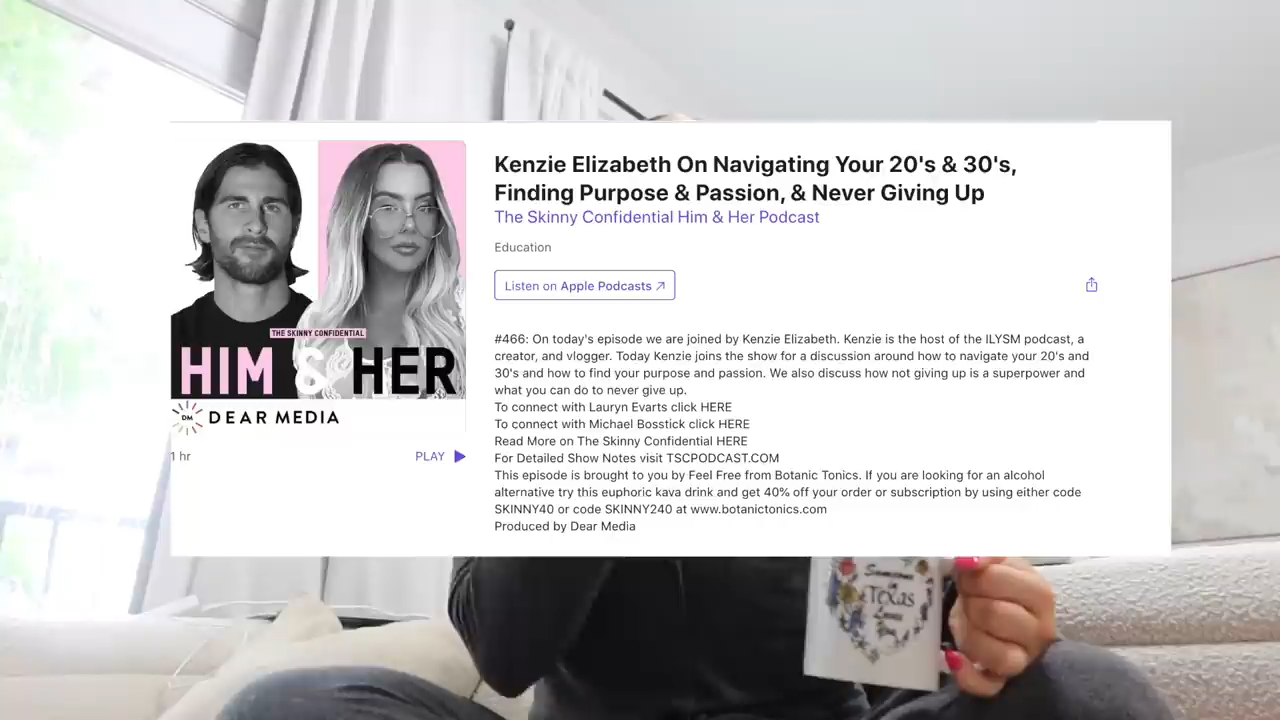 Kenzie Elizabeth On Navigating Your 20's & 30's,
Finding Purpose & Passion, & Never Giving Up
The Skinny Confidential Him & Her Podcast
Education
Listen on Apple Podcasts
THE SKINNY CONFIDENTIAL
HIM & HER
DM
DEAR MEDIA
1 hr
PLAY
#466: On today's episode we are joined by Kenzie Elizabeth. Kenzie is the host of the ILYSM podcast, a
creator, and vlogger. Today Kenzie joins the show for a discussion around how to navigate your 20's and
30's and how to find your purpose and passion. We also discuss how not giving up is a superpower and
what you can do to never give up.
To connect with Lauryn Evarts click HERE
To connect with Michael Bosstick click HERE
Read More on The Skinny Confidential HERE
For Detailed Show Notes visit TSCPODCAST.COM
This episode is brought to you by Feel Free from Botanic Tonics. If you are looking for an alcohol
alternative try this euphoric kava drink and get 40% off your order or subscription by using either code
SKINNY40 or code SKINNY240 at www.botanictonics.com
Produced by Dear Media
Someone
in
Texas
Loves